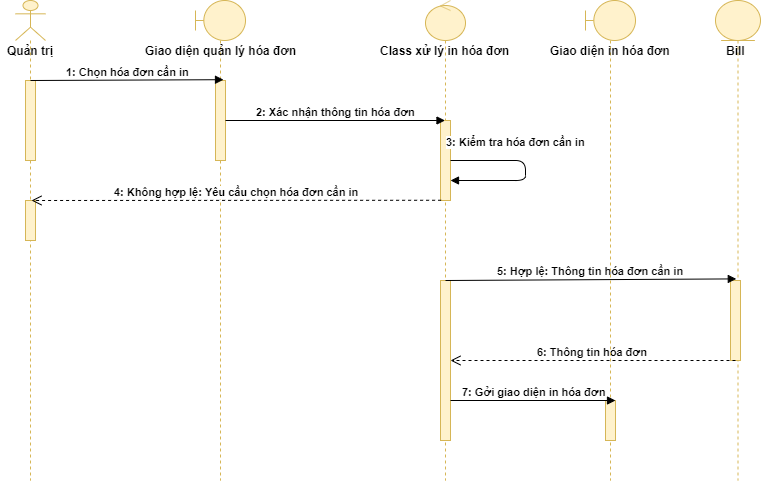 Quản trị
Giao diện quản lý hóa đơn
Class xử lý in hóa đơn
Giao diện in hóa đơn
Bill
1: Chọn hóa đơn cần in
2: Xác nhận thông tin hóa đơn
3: Kiểm tra hóa đơn cần in
4: Không hợp lệ: Yêu cầu chọn hóa đơn cần in
5: Hợp lệ: Thông tin hóa đơn cần in
6: Thông tin hóa đơn
7: Gởi giao diện in hóa đơn